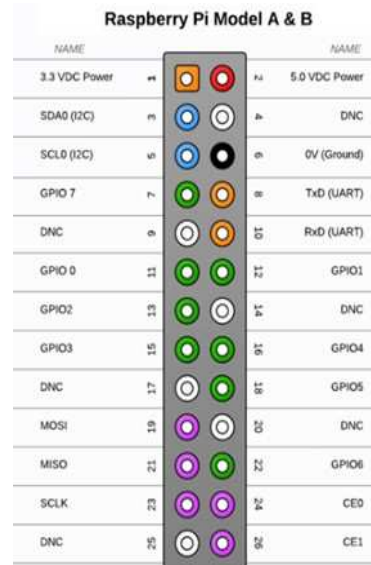 Raspberry Pi Model A & B
NAME NAME
3.3 VDC Power 1 2 5.0 VDC Power
SDA0 (I2C) 3 4 DNC
SCL0 (I2C) 5 6 0V (Ground)
GPIO 7 7 8 TxD (UART)
DNC 9 10 RxD (UART)
GPIO 0 11 12 GPIO1
GPIO2 13 14 DNC
GPIO3 15 16 GPIO4
DNC 17 18 GPIO5
MOSI 19 20 DNC
MISO 21 22 GPIO6
SCLK 23 24 CE0
DNC 25 26 CE1